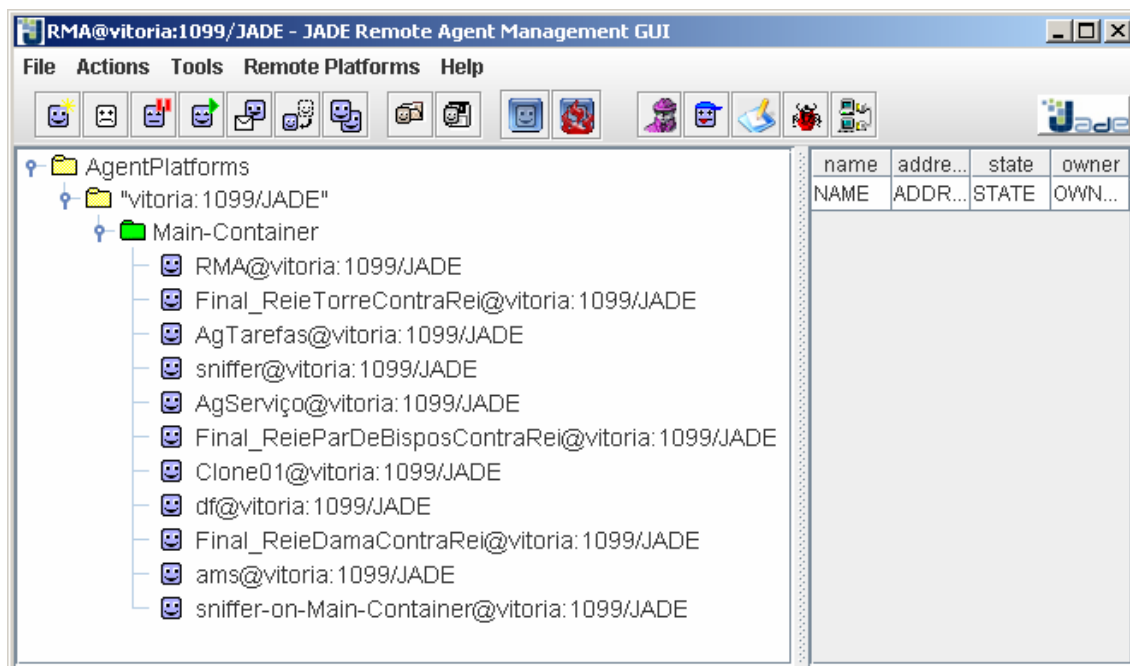 RMA@vitoria:1099/JADE - JADE Remote Agent Management GUI
File Actions Tools Remote Platforms Help
Jade
AgentPlatforms
"vitoria:1099/JADE"
Main-Container
RMA@vitoria:1099/JADE
Final_ReieTorreContraRei@vitoria:1099/JADE
AgTarefas@vitoria:1099/JADE
sniffer@vitoria:1099/JADE
AgServiço@vitoria:1099/JADE
Final_ReieParDeBisposContraRei@vitoria:1099/JADE
Clone01@vitoria:1099/JADE
df@vitoria:1099/JADE
Final_ReieDamaContraRei@vitoria:1099/JADE
ams@vitoria:1099/JADE
sniffer-on-Main-Container@vitoria:1099/JADE
name addre... state owner
NAME ADDR... STATE OWN...